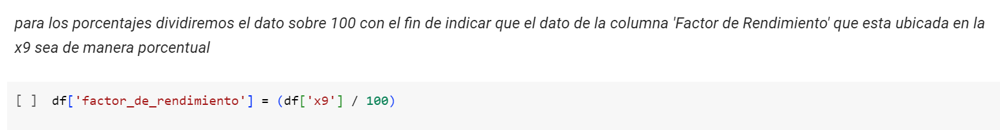 para los porcentajes dividiremos el dato sobre 100 con el fin de indicar que el dato de la columna 'Factor de Rendimiento' que esta ubicada en la
x9 sea de manera porcentual
[ ] df['factor_de_rendimiento'] = (df['x9'] / 100)